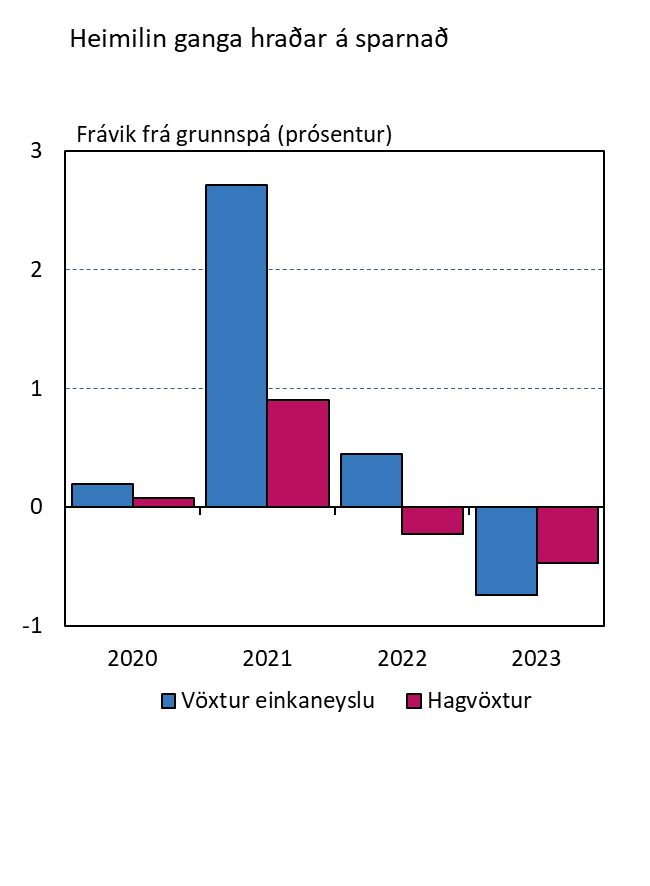 Heimilin ganga hraðar á sparnað
Frávik frá grunnspá (prósentur)
3
2
1
0
-1
2020 2021 2022 2023
Vöxtur einkaneyslu Hagvöxtur